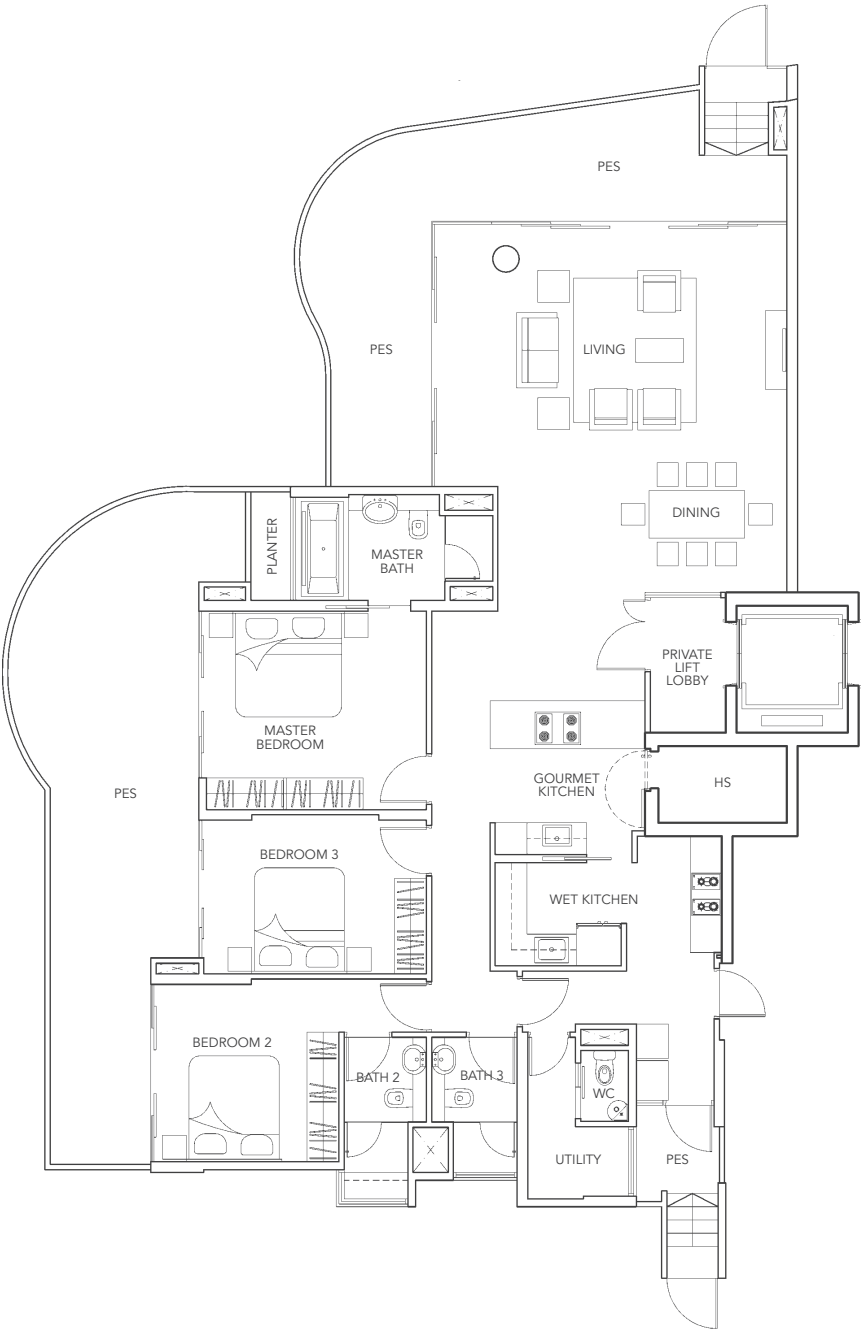 PES
PES
LIVING
DINING
PLANTER
MASTER
BATH
PRIVATE
LIFT
LOBBY
MASTER
BEDROOM
PES
GOURMET
KITCHEN
HS
BEDROOM 3
WET KITCHEN
BEDROOM 2
BATH 2
BATH 3
WC
UTILITY
PES